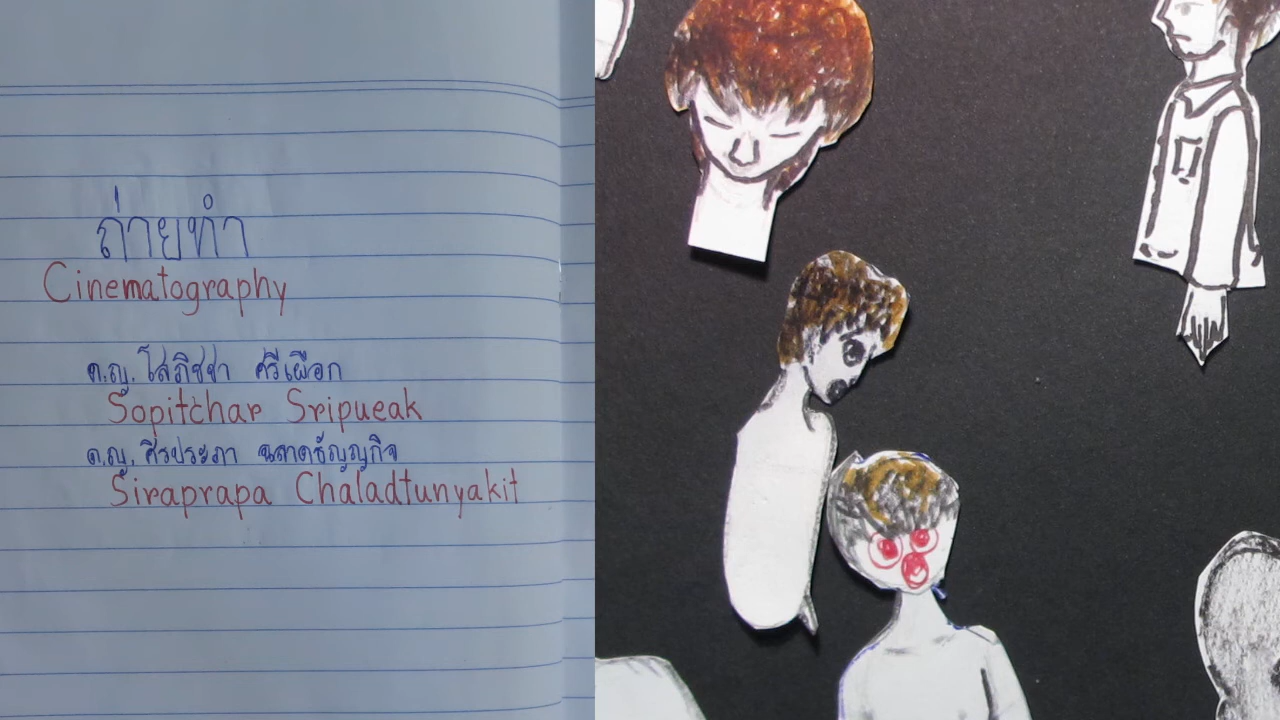 ถ่ายทำ
Cinematography
ด.ญ. โสภิชชา ศรีเผือก
Sopitchar Sripueak
ด.ญ. ศิรประภา ฉลาดธัญญกิจ
Siraprapa Chaladtunyakit